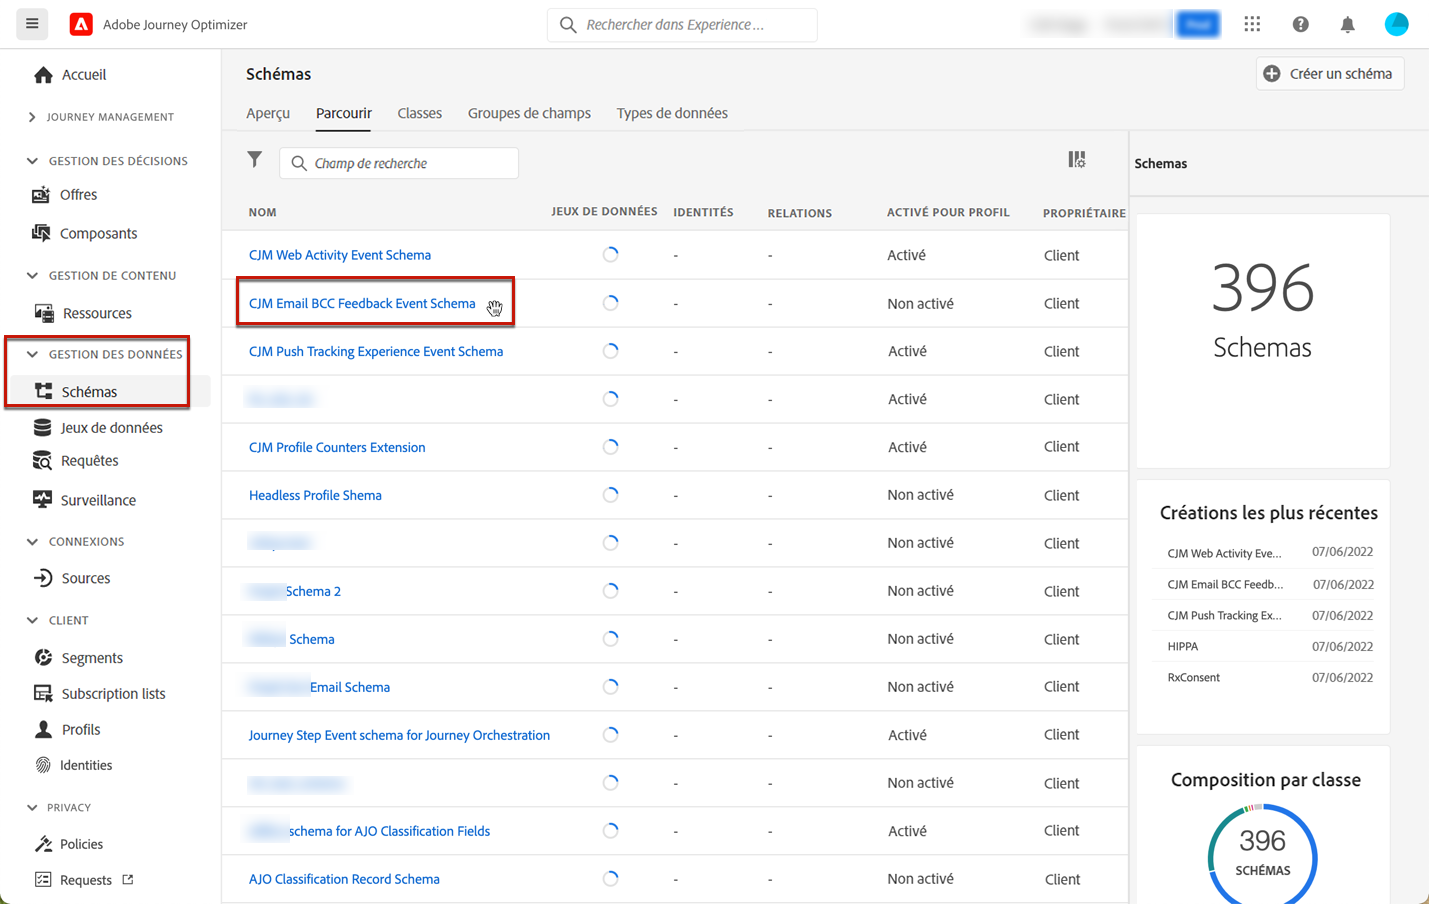 Adobe Journey Optimizer
Rechercher dans Experience...
Accueil
JOURNEY MANAGEMENT
GESTION DES DÉCISIONS
Offres
Composants
GESTION DE CONTENU
Ressources
GESTION DES DONNÉES
Schémas
Jeux de données
Requêtes
Surveillance
CONNEXIONS
Sources
CLIENT
Segments
Subscription lists
Profils
Identities
PRIVACY
Policies
Requests
Schémas
Créer un schéma
Aperçu Parcourir Classes Groupes de champs Types de données
Champ de recherche
NOM JEUX DE DONNÉES IDENTITÉS RELATIONS ACTIVÉ POUR PROFIL PROPRIÉTAIRE
CJM Web Activity Event Schema - - Activé Client
CJM Email BCC Feedback Event Schema - - Non activé Client
CJM Push Tracking Experience Event Schema - - Activé Client
- - Activé Client
CJM Profile Counters Extension - - Activé Client
Headless Profile Shema - - Non activé Client
- - Non activé Client
Schema 2 - - Non activé Client
Schema - - Non activé Client
Email Schema - - Non activé Client
Journey Step Event schema for Journey Orchestration - - Activé Client
- - Non activé Client
schema for AJO Classification Fields - - Activé Client
AJO Classification Record Schema - - Non activé Client
Schemas
396
Schemas
Créations les plus récentes
CJM Web Activity Eve... 07/06/2022
CJM Email BCC Feedb... 07/06/2022
CJM Push Tracking Ex... 07/06/2022
HIPPA 07/06/2022
RxConsent 07/06/2022
Composition par classe
396
SCHÉMAS